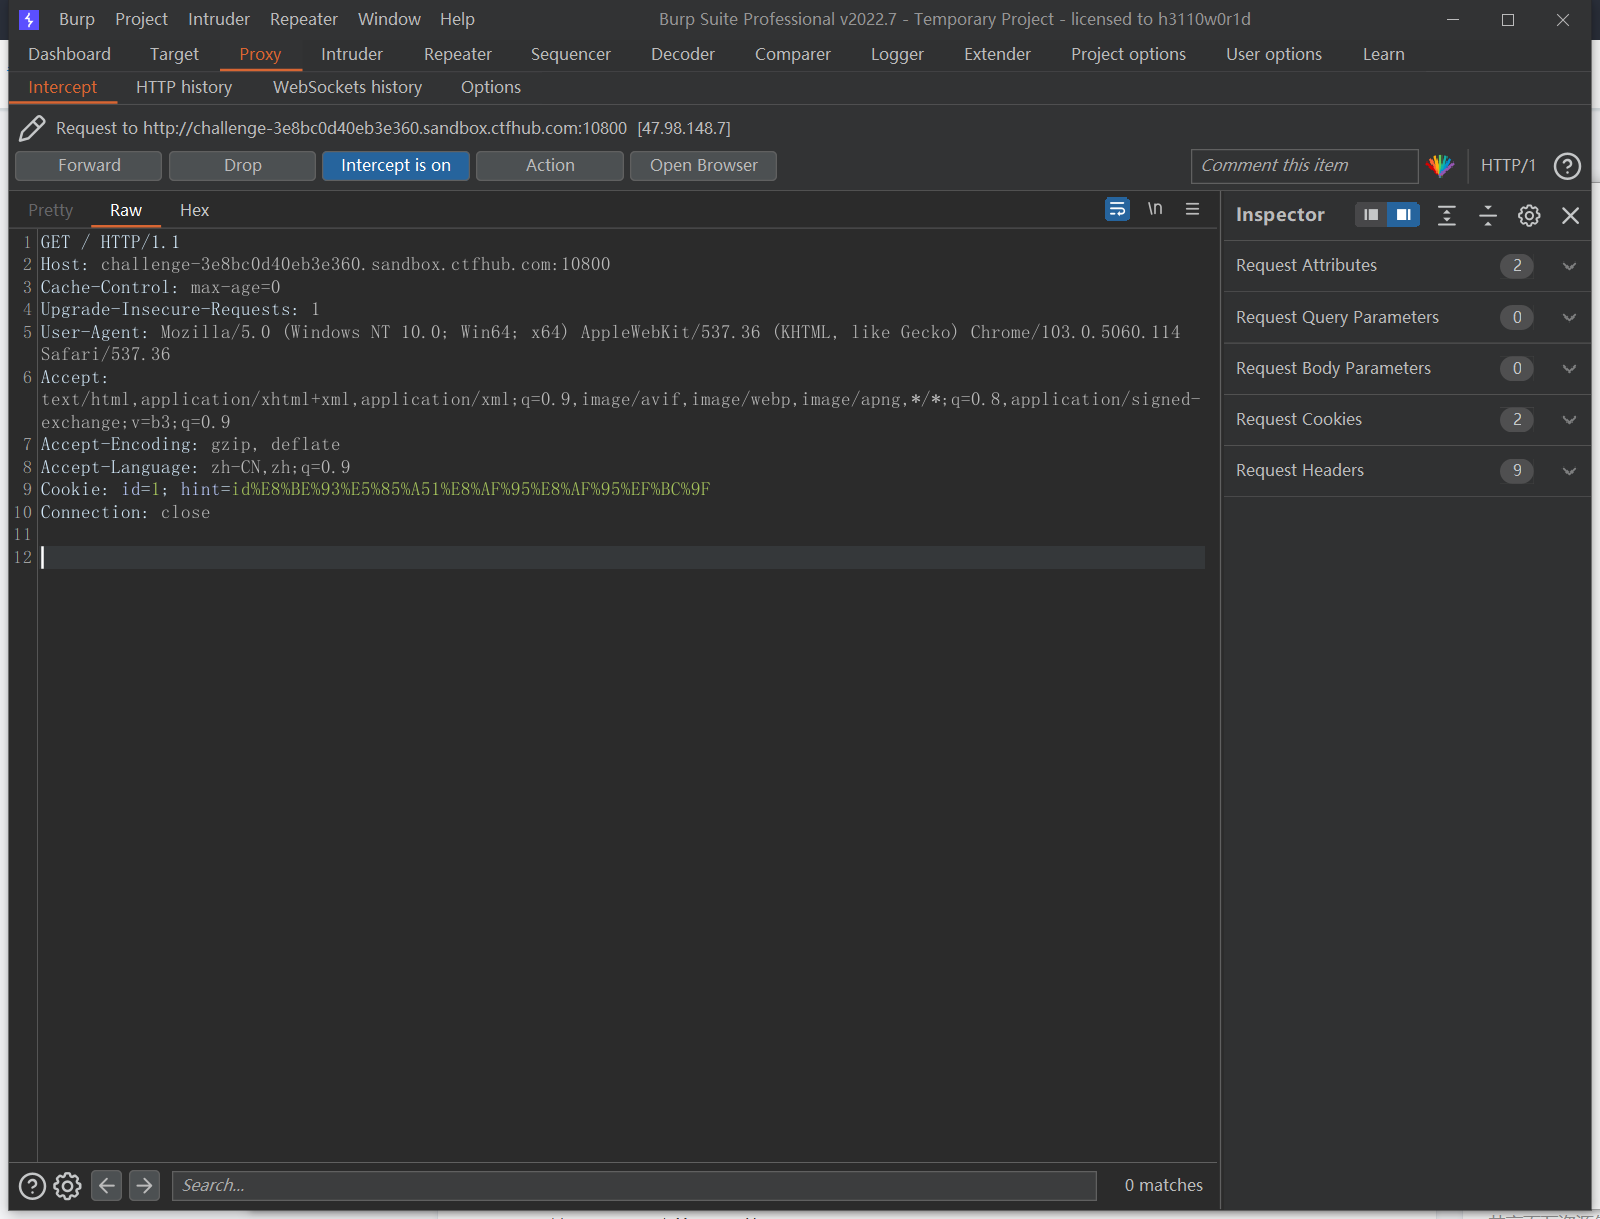 Burp Project Intruder Repeater Window Help Burp Suite Professional v2022.7 - Temporary Project - licensed to h3110w0r1d
Dashboard Target Proxy Intruder Repeater Sequencer Decoder Comparer Logger Extender Project options User options Learn
Intercept HTTP history WebSockets history Options
Request to http://challenge-3e8bc0d40eb3e360.sandbox.ctfhub.com:10800 [47.98.148.7]
Forward Drop Intercept is on Action Open Browser Comment this item HTTP/1 ?
Pretty Raw Hex \n
1 GET / HTTP/1.1
2 Host: challenge-3e8bc0d40eb3e360.sandbox.ctfhub.com:10800
3 Cache-Control: max-age=0
4 Upgrade-Insecure-Requests: 1
5 User-Agent: Mozilla/5.0 (Windows NT 10.0; Win64; x64) AppleWebKit/537.36 (KHTML, like Gecko) Chrome/103.0.5060.114
Safari/537.36
6 Accept:
text/html,application/xhtml+xml,application/xml;q=0.9,image/avif,image/webp,image/apng,*/*;q=0.8,application/signed-
exchange;v=b3;q=0.9
7 Accept-Encoding: gzip, deflate
8 Accept-Language: zh-CN,zh;q=0.9
9 Cookie: id=1; hint=id%E8%BE%93%E5%85%A51%E8%AF%95%E8%AF%95%EF%BC%9F
10 Connection: close
11
12
Inspector
Request Attributes 2
Request Query Parameters 0
Request Body Parameters 0
Request Cookies 2
Request Headers 9
? Search... 0 matches